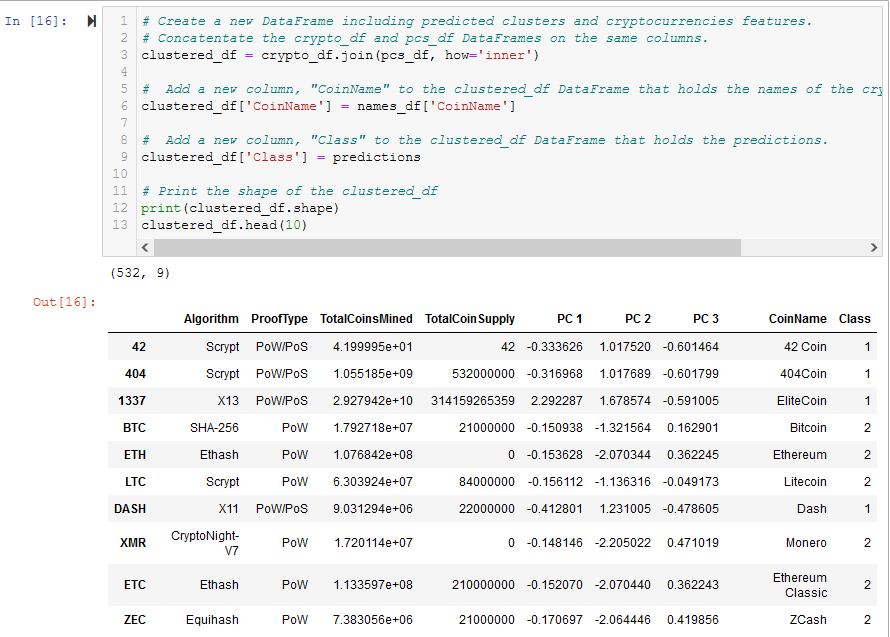 In [16]:
1 # Create a new DataFrame including predicted clusters and cryptocurrencies features.
2 # Concatentate the crypto_df and pcs_df DataFrames on the same columns.
3 clustered_df = crypto_df.join(pcs_df, how='inner')
4
5 #  Add a new column, "CoinName" to the clustered_df DataFrame that holds the names of the
6 clustered_df['CoinName'] = names_df['CoinName']
7
8 #  Add a new column, "Class" to the clustered_df DataFrame that holds the predictions.
9 clustered_df['Class'] = predictions
10
11 # Print the shape of the clustered_df
12 print(clustered_df.shape)
13 clustered_df.head(10)
(532, 9)
Out[16]:
Algorithm ProofType TotalCoinsMined TotalCoinSupply PC 1 PC 2 PC 3 CoinName Class
42 Scrypt PoW/PoS 4.199995e+01 42 -0.333626 1.017520 -0.601464 42 Coin 1
404 Scrypt PoW/PoS 1.055185e+09 532000000 -0.316968 1.017689 -0.601799 404Coin 1
1337 X13 PoW/PoS 2.927942e+10 314159265359 2.292287 1.678574 -0.591005 EliteCoin 1
BTC SHA-256 PoW 1.792718e+07 21000000 -0.150938 -1.321564 0.162901 Bitcoin 2
ETH Ethash PoW 1.076842e+08 0 -0.153628 -2.070344 0.362245 Ethereum 2
LTC Scrypt PoW 6.303924e+07 84000000 -0.156112 -1.136316 -0.049173 Litecoin 2
DASH X11 PoW/PoS 9.031294e+06 22000000 -0.412801 1.231005 -0.478605 Dash 1
XMR CryptoNight-
V7 PoW 1.720114e+07 0 -0.148146 -2.205022 0.471019 Monero 2
ETC Ethash PoW 1.133597e+08 210000000 -0.152070 -2.070440 0.362243 Ethereum
Classic 2
ZEC Equihash PoW 7.383056e+06 21000000 -0.170697 -2.064446 0.419856 ZCash 2